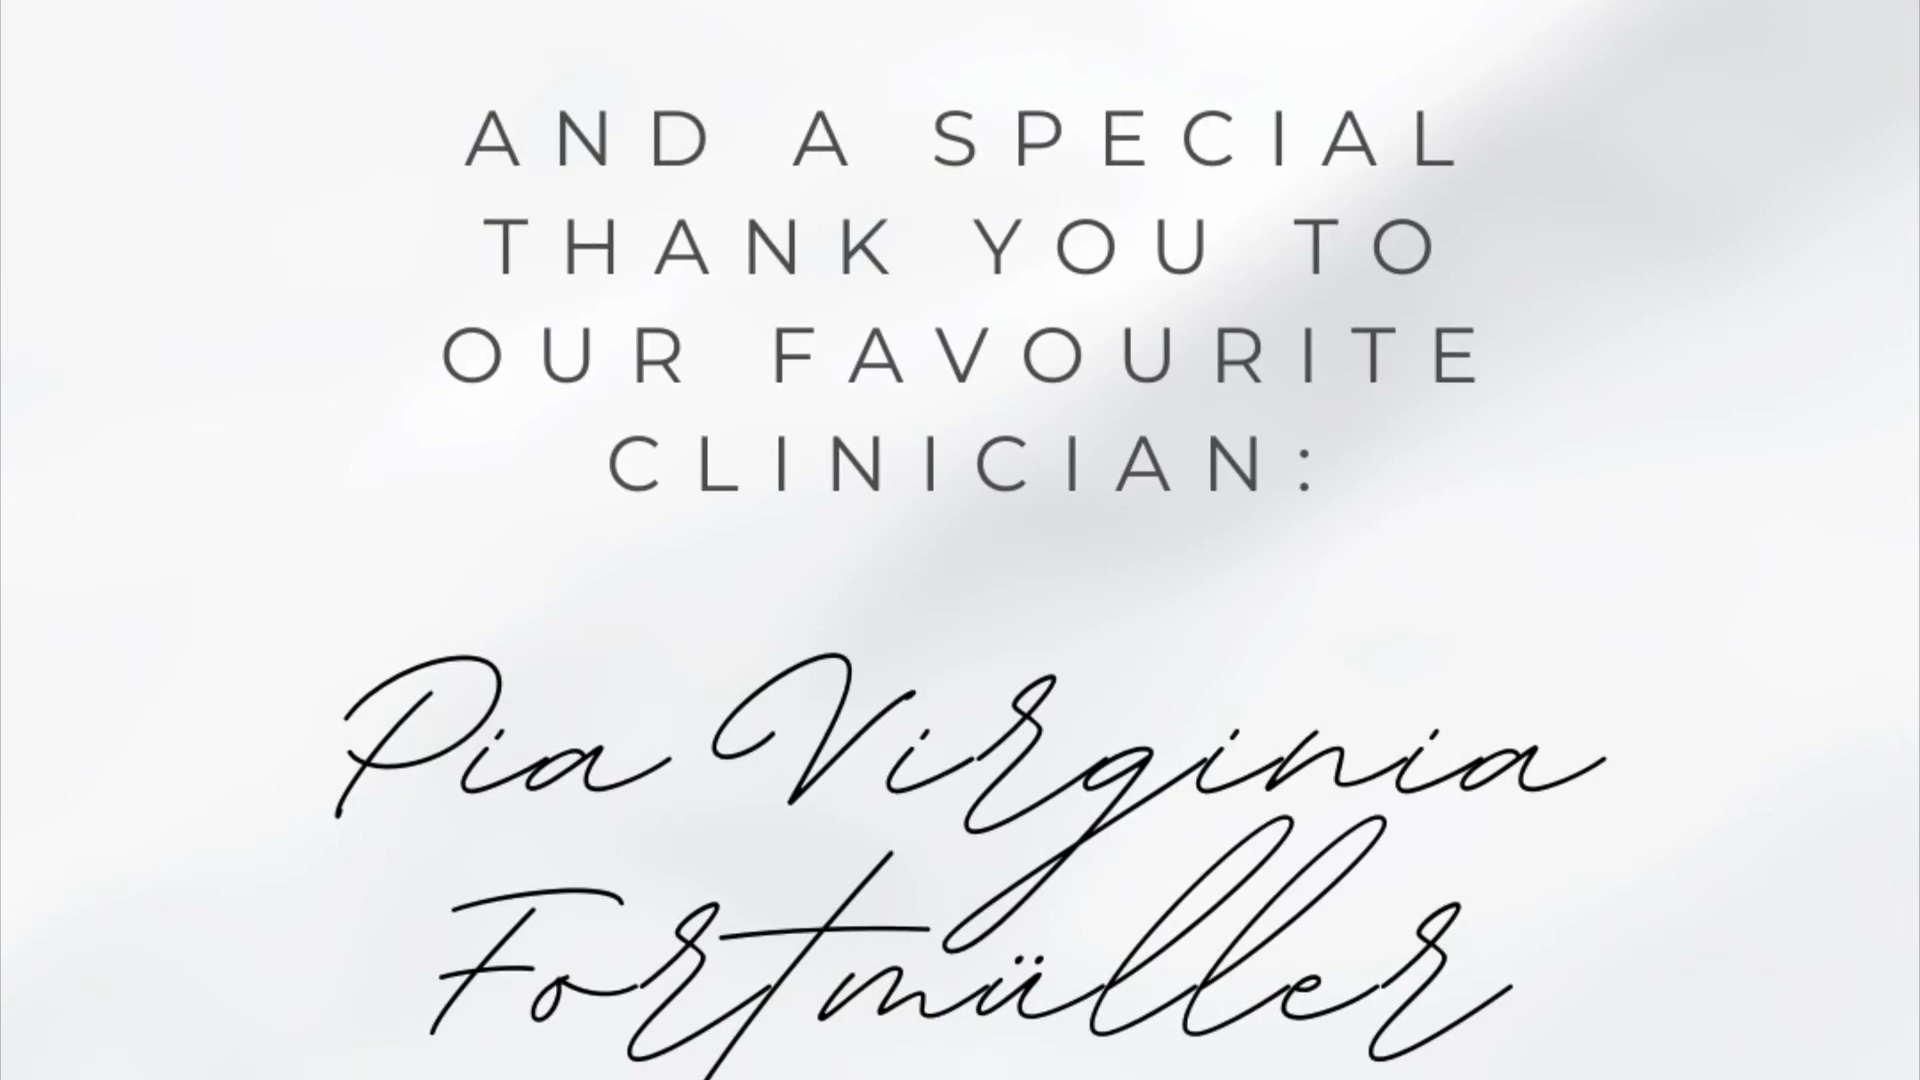 AND A SPECIAL
THANK YOU TO
OUR FAVOURITE
CLINICIAN:
Pia Virginia
Fortmüller